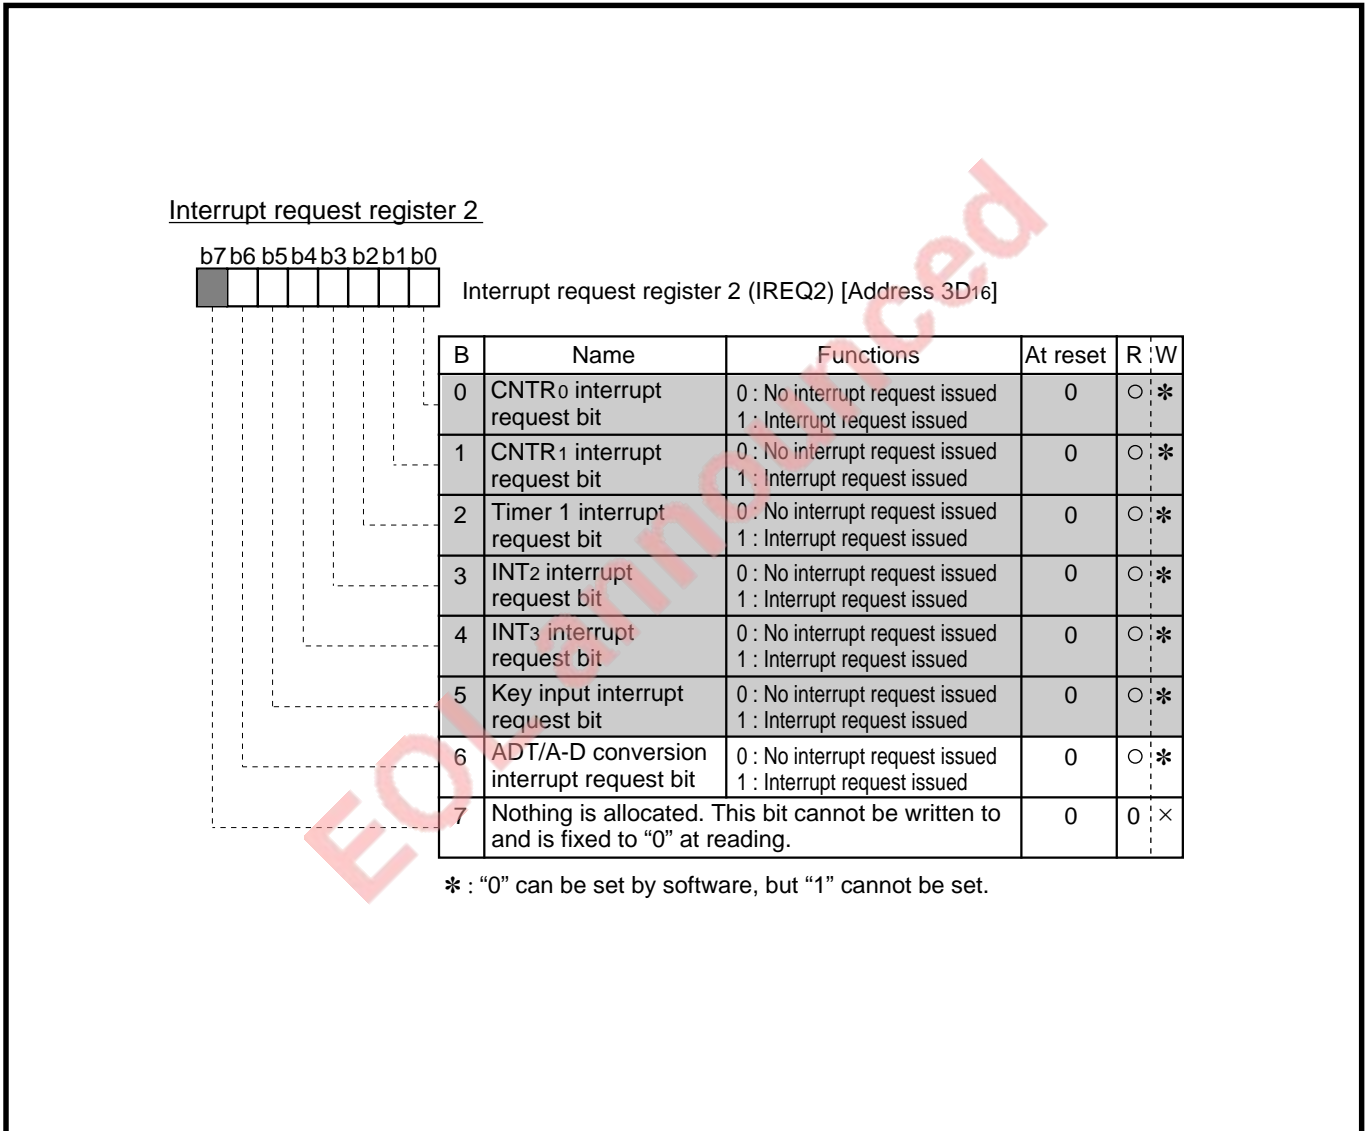 Interrupt request register 2
b7 b6 b5 b4 b3 b2 b1 b0
Interrupt request register 2 (IREQ2) [Address 3D16]
B Name Functions At reset R W
0 CNTR0 interrupt request bit 0 : No interrupt request issued 1 : Interrupt request issued 0 ○ ✻
1 CNTR1 interrupt request bit 0 : No interrupt request issued 1 : Interrupt request issued 0 ○ ✻
2 Timer 1 interrupt request bit 0 : No interrupt request issued 1 : Interrupt request issued 0 ○ ✻
3 INT2 interrupt request bit 0 : No interrupt request issued 1 : Interrupt request issued 0 ○ ✻
4 INT3 interrupt request bit 0 : No interrupt request issued 1 : Interrupt request issued 0 ○ ✻
5 Key input interrupt request bit 0 : No interrupt request issued 1 : Interrupt request issued 0 ○ ✻
6 ADT/A-D conversion interrupt request bit 0 : No interrupt request issued 1 : Interrupt request issued 0 ○ ✻
7 Nothing is allocated. This bit cannot be written to and is fixed to “0” at reading. 0 0 ×
✻ : “0” can be set by software, but “1” cannot be set.
EOL announced